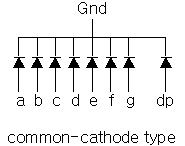 Gnd
a b c d e f g dp
common-cathode type